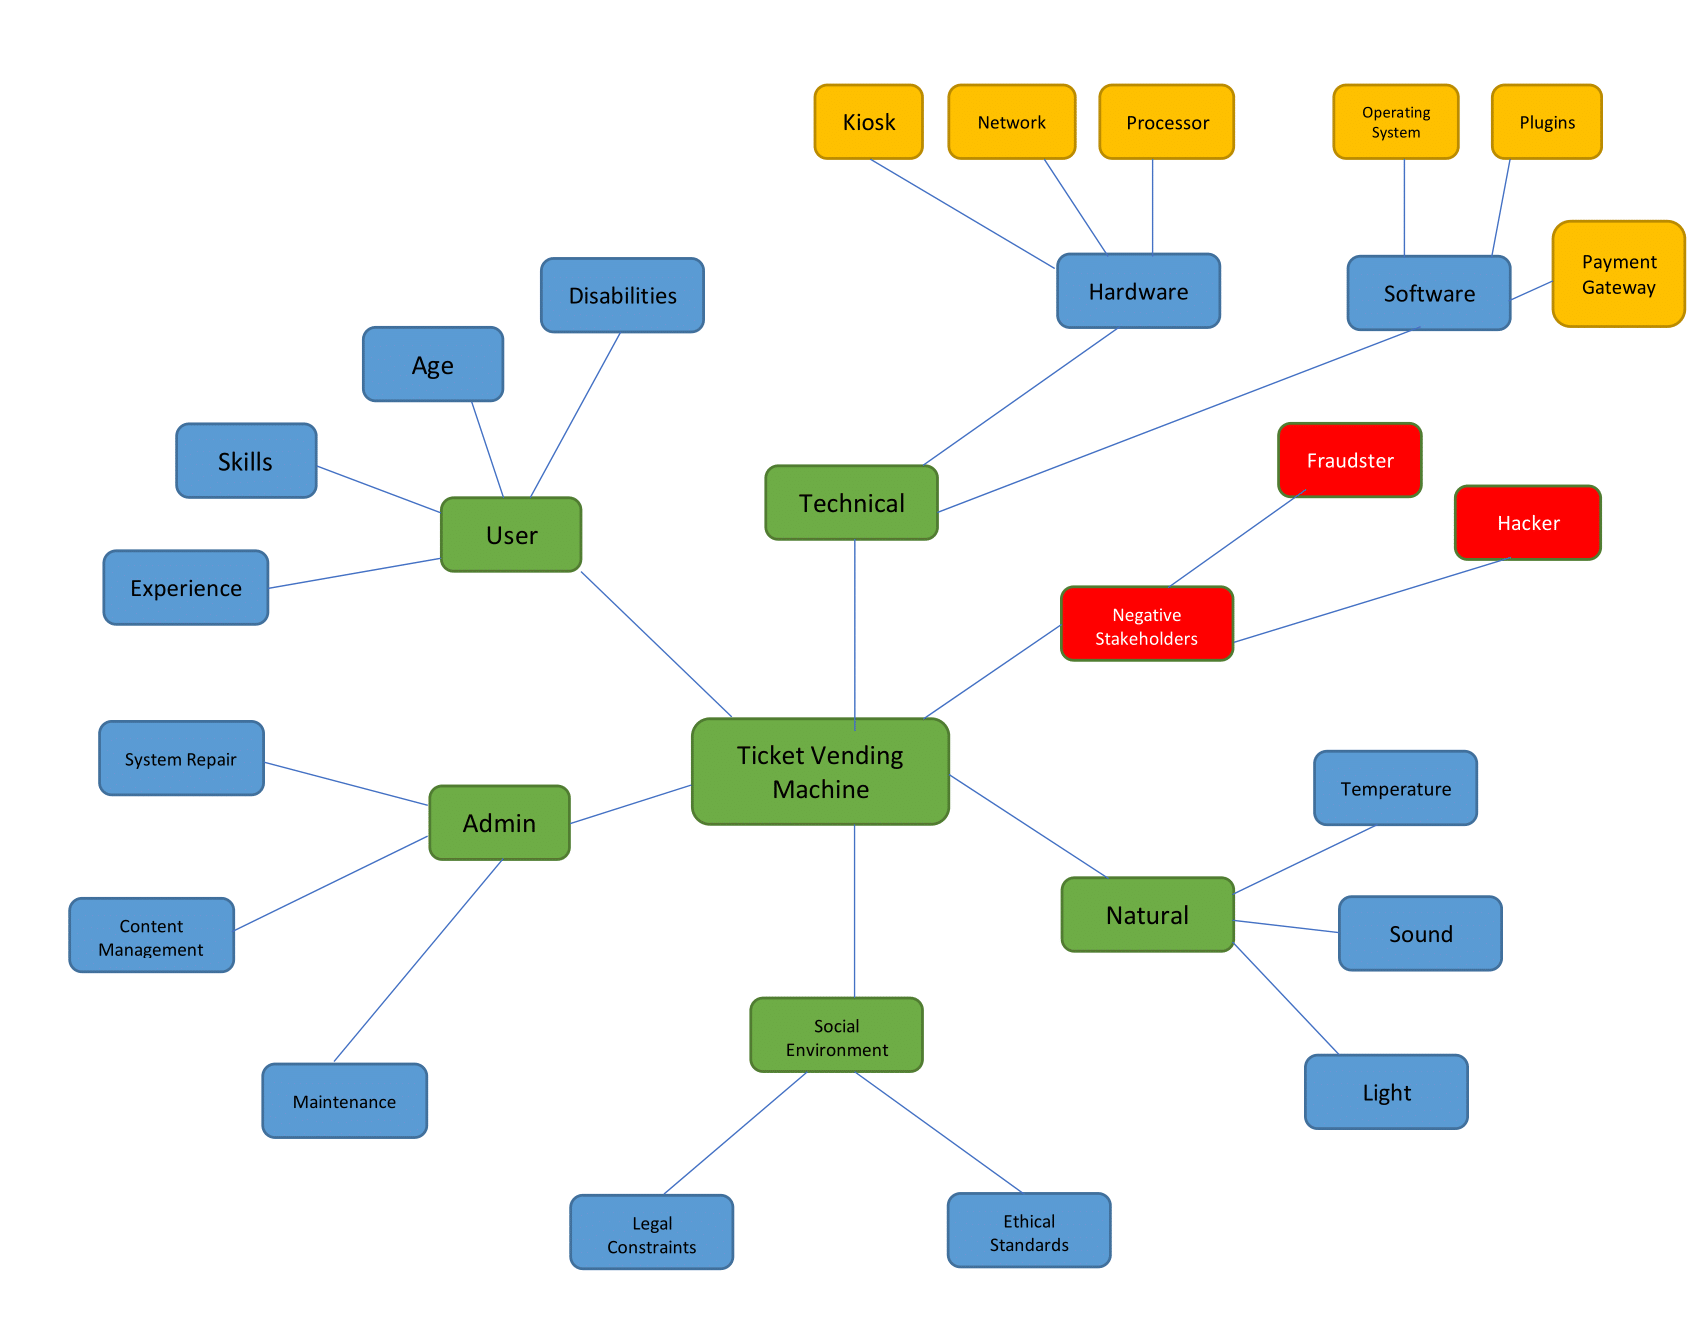 Kiosk
Network
Processor
Operating
System
Plugins
Payment
Gateway
Hardware
Software
Disabilities
Age
Skills
Experience
User
Technical
Fraudster
Hacker
Negative
Stakeholders
Ticket Vending
Machine
System Repair
Admin
Content
Management
Maintenance
Temperature
Natural
Sound
Light
Social
Environment
Legal
Constraints
Ethical
Standards